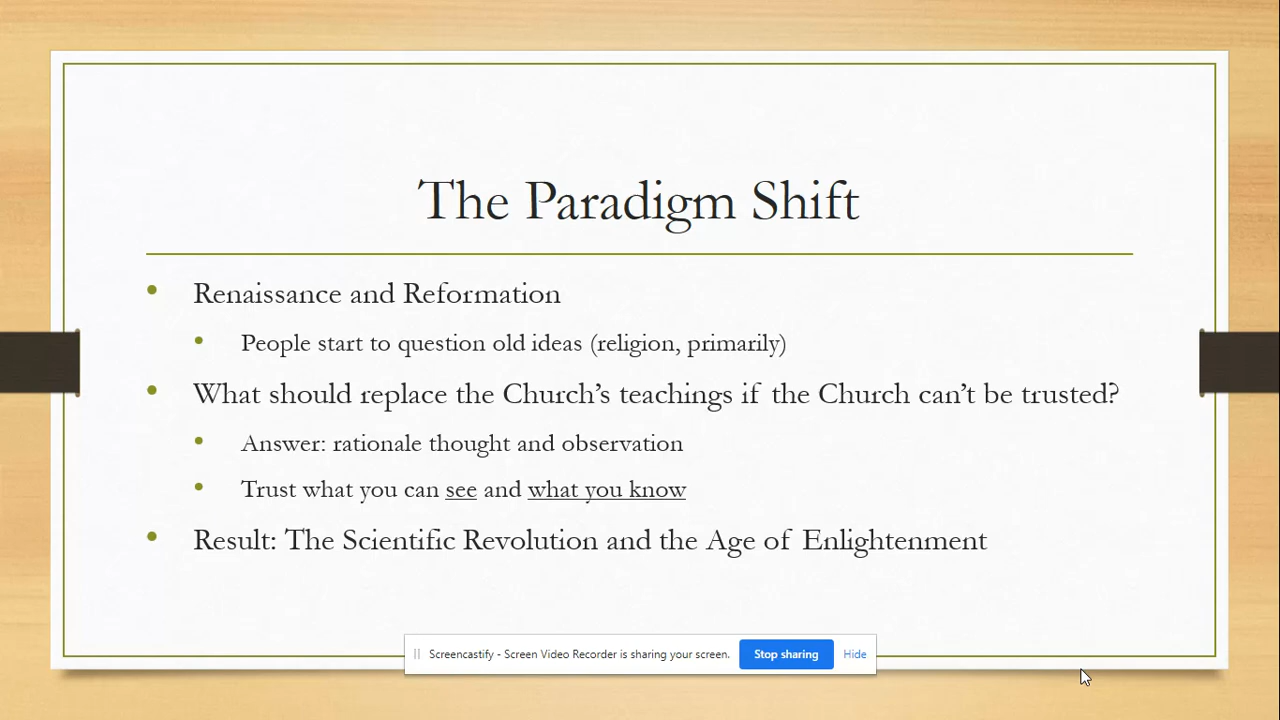 The Paradigm Shift
• Renaissance and Reformation
• People start to question old ideas (religion, primarily)
• What should replace the Church’s teachings if the Church can’t be trusted?
• Answer: rationale thought and observation
• Trust what you can see and what you know
• Result: The Scientific Revolution and the Age of Enlightenment
Screencastify - Screen Video Recorder is sharing your screen. Stop sharing Hide